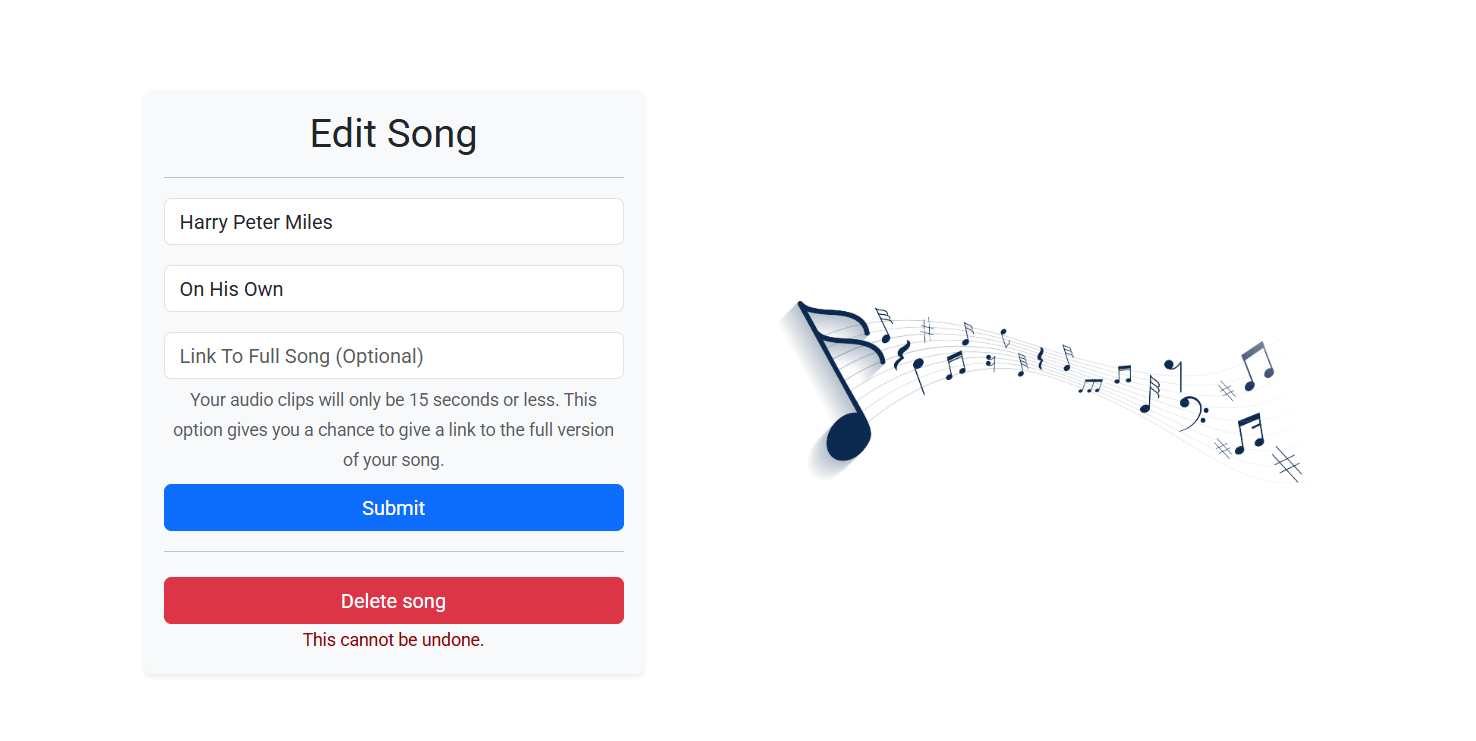 Edit Song
Harry Peter Miles
On His Own
Link To Full Song (Optional)
Your audio clips will only be 15 seconds or less. This
option gives you a chance to give a link to the full version
of your song.
Submit
Delete song
This cannot be undone.